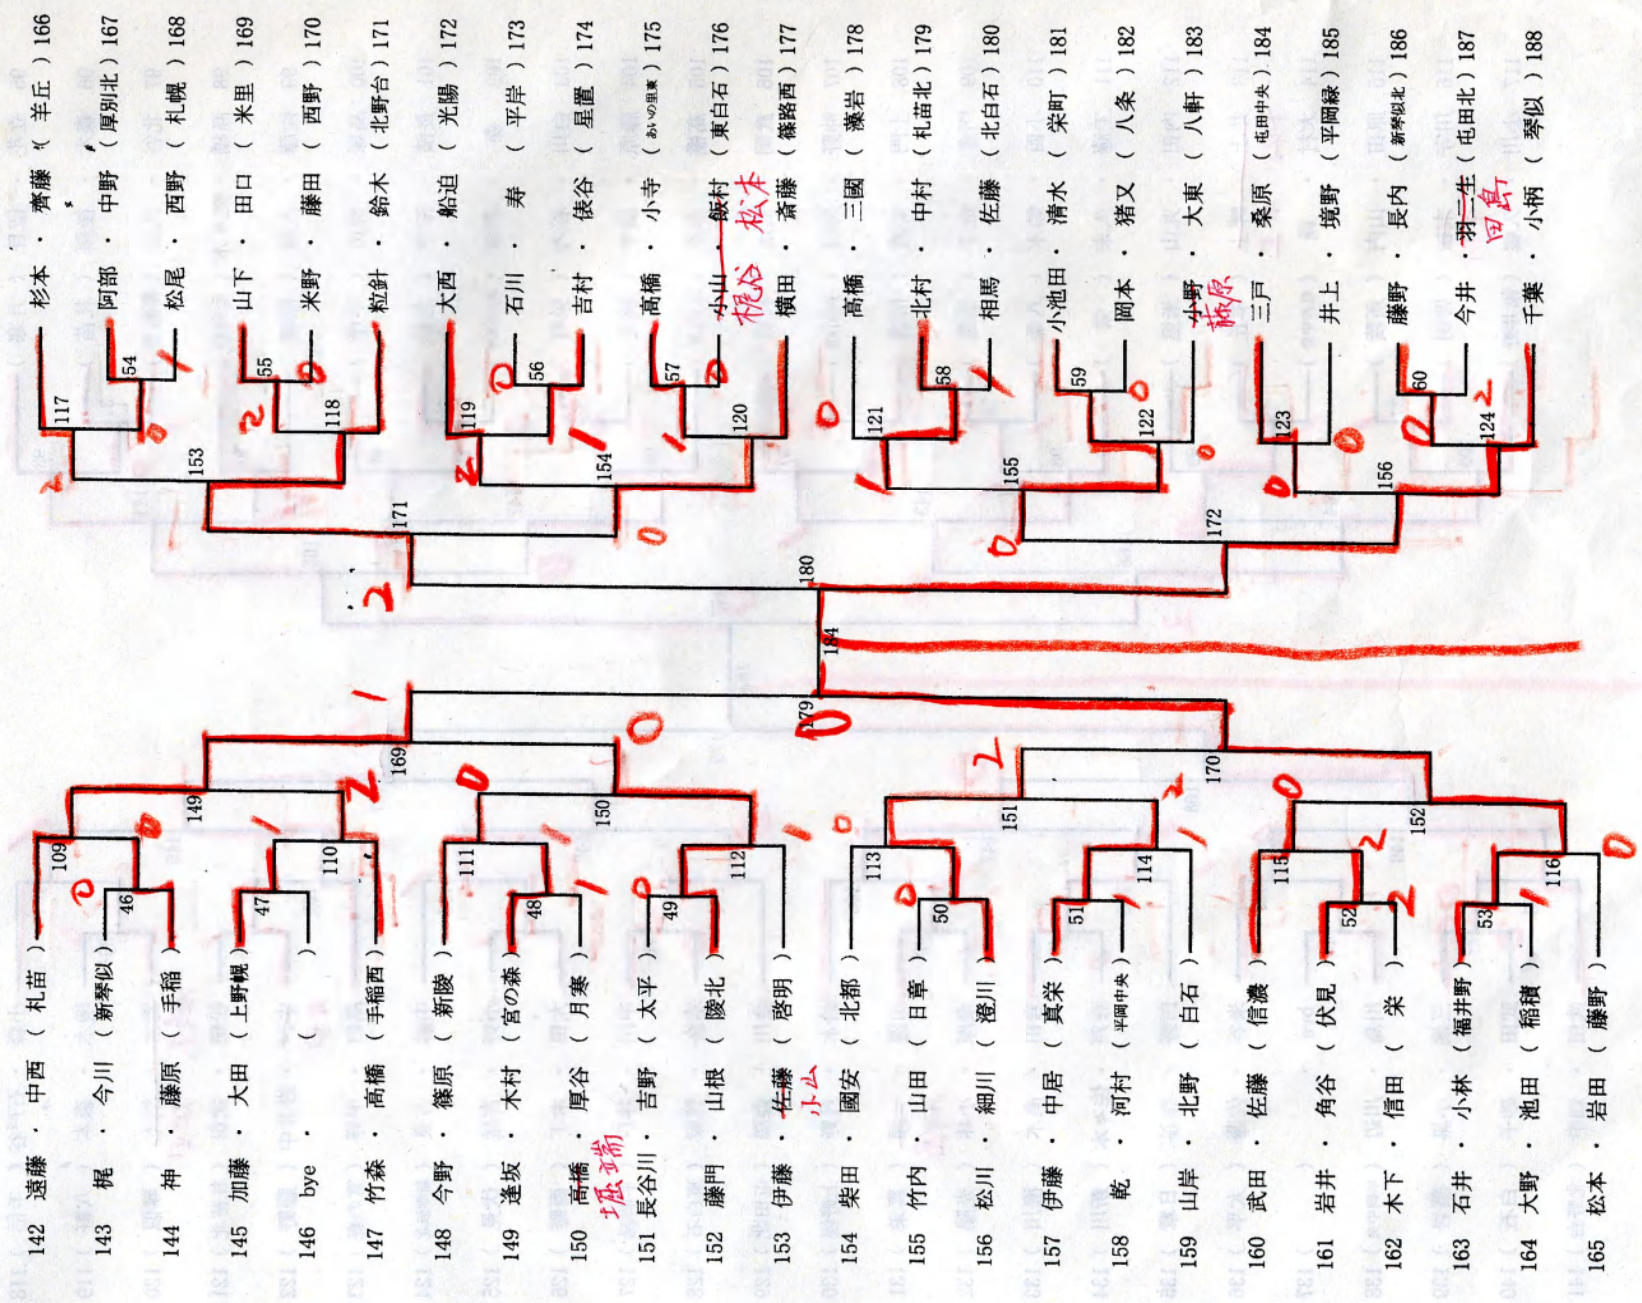 142 遠藤 ・ 中西 ( 札苗 )
143 梶 ・ 今川 ( 新琴似 )
144 神 ・ 藤原 ( 手稲 )
145 加藤 ・ 大田 ( 上野幌 )
146 bye ・ ( )
147 竹森 ・ 高橋 ( 手稲西 )
148 今野 ・ 篠原 ( 新陵 )
149 逢坂 ・ 木村 ( 宮の森 )
150 高橋 ・ 厚谷 ( 月寒 )
堀端
151 長谷川 ・ 吉野 ( 太平 )
152 藤門 ・ 山根 ( 陵北 )
153 伊藤 ・ 佐藤 ( 啓明 )
小山
154 柴田 ・ 國安 ( 北都 )
155 竹内 ・ 山田 ( 日章 )
156 松川 ・ 細川 ( 澄川 )
157 伊藤 ・ 中居 ( 真栄 )
158 乾 ・ 河村 ( 平岡中央 )
159 山岸 ・ 北野 ( 白石 )
160 武田 ・ 佐藤 ( 信濃 )
161 岩井 ・ 角谷 ( 伏見 )
162 木下 ・ 信田 ( 栄 )
163 石井 ・ 小林 ( 福井野 )
164 大野 ・ 池田 ( 稲積 )
165 松本 ・ 岩田 ( 藤野 )
109
0
46
0
149
47
1
110
2
169
1
111
0
48
1
1
150
0
49
0
112
1
179
0
113
0
50
0
151
2
51
1
114
2
1
170
115
0
52
2
2
152
53
1
116
0
184
180
117
2
54
1
0
153
55
0
2
118
171
2
119
2
56
0
1
154
0
57
0
1
120
121
0
1
58
1
155
0
59
0
122
0
172
123
0
0
156
60
2
0
124
杉本 ・ 齊藤 ( 羊丘 ) 166
阿部 ・ 中野 ( 厚別北 ) 167
松尾 ・ 西野 ( 札幌 ) 168
山下 ・ 田口 ( 米里 ) 169
米野 ・ 藤田 ( 西野 ) 170
粒針 ・ 鈴木 ( 北野台 ) 171
大西 ・ 船迫 ( 光陽 ) 172
石川 ・ 寿 ( 平岸 ) 173
吉村 ・ 俵谷 ( 星置 ) 174
高橋 ・ 小寺 ( あいの里東 ) 175
小山 ・ 飯村 ( 東白石 ) 176
梶谷 松本
横田 ・ 斎藤 ( 篠路西 ) 177
高橋 ・ 三國 ( 藻岩 ) 178
北村 ・ 中村 ( 札苗北 ) 179
相馬 ・ 佐藤 ( 北白石 ) 180
小池田 ・ 清水 ( 栄町 ) 181
岡本 ・ 猪又 ( 八条 ) 182
小野 ・ 大東 ( 八軒 ) 183
藤原
三戸 ・ 桑原 ( 屯田中央 ) 184
井上 ・ 境野 ( 平岡緑 ) 185
藤野 ・ 長内 ( 新琴似北 ) 186
今井 ・ 羽二生 ( 屯田北 ) 187
田島
千葉 ・ 小柄 ( 琴似 ) 188